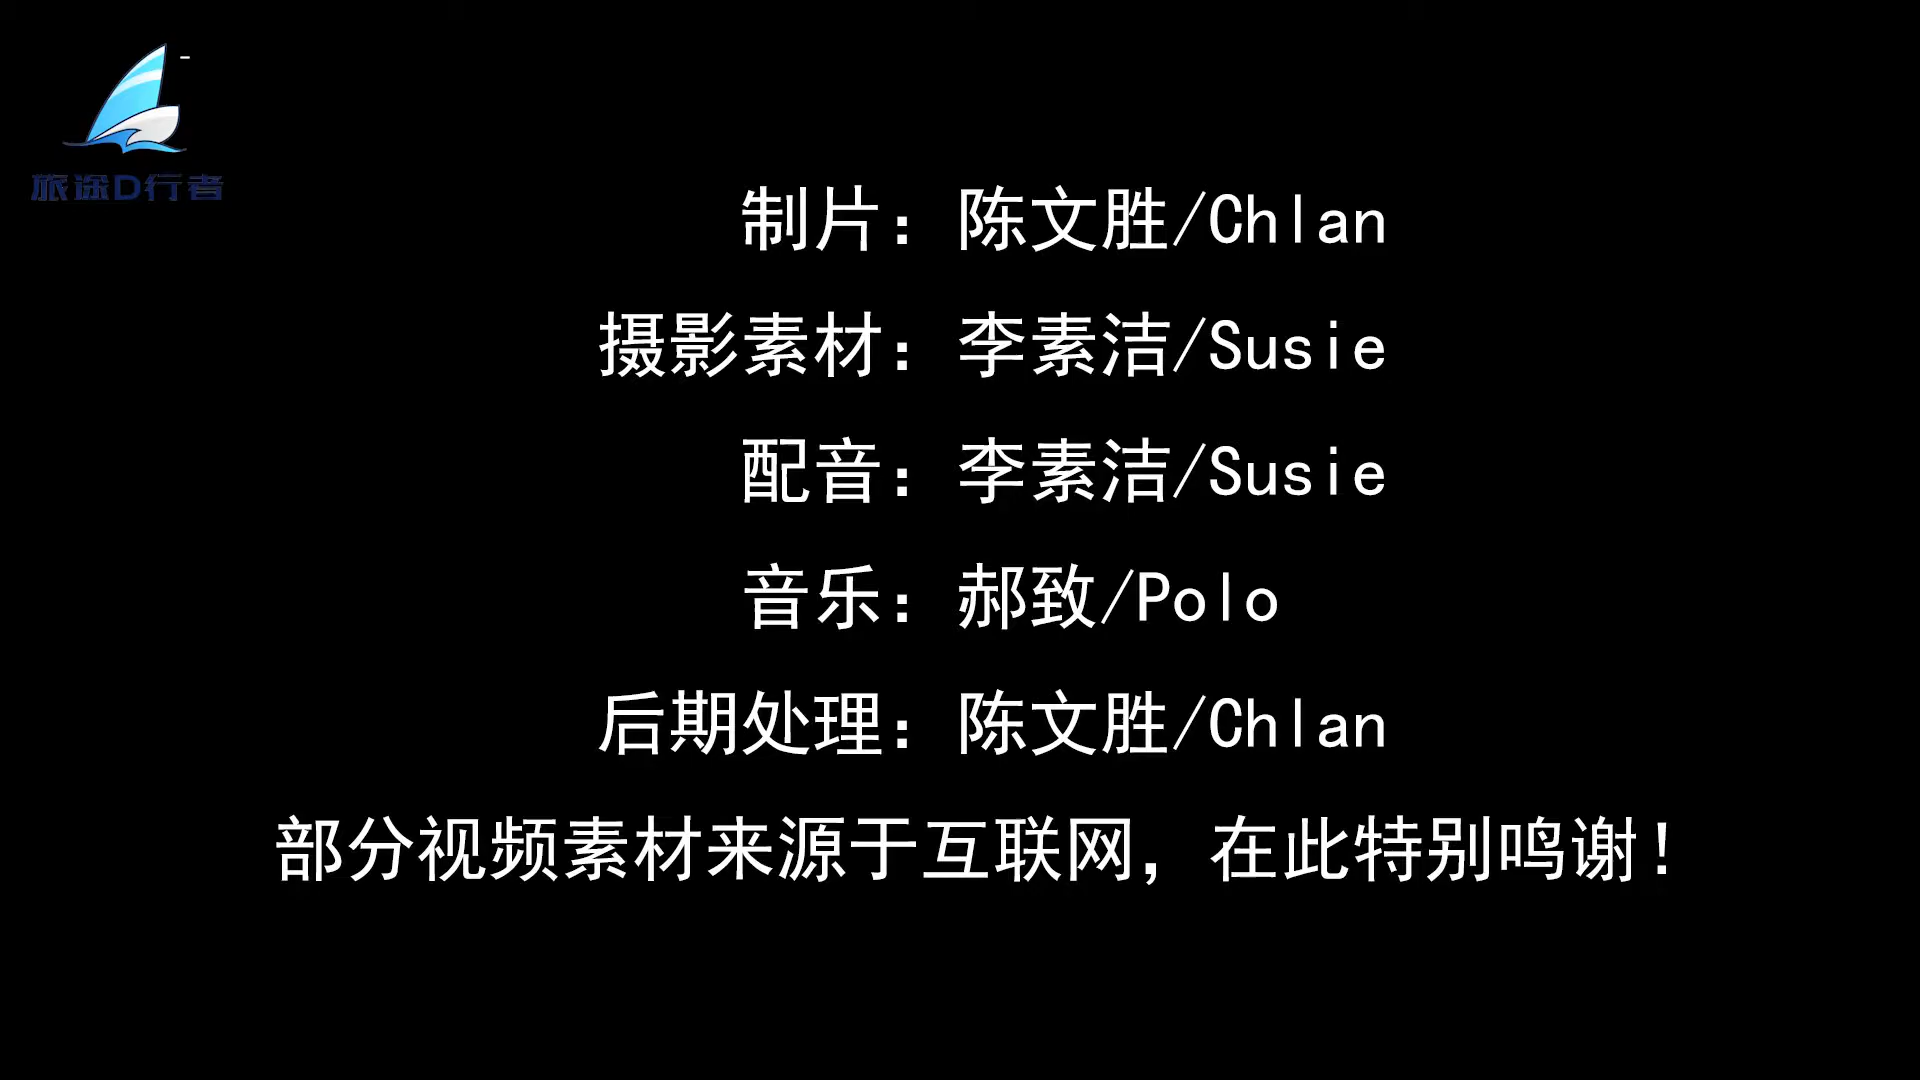 旅途D行者
制片：陈文胜/Chlan
摄影素材：李素洁/Susie
配音：李素洁/Susie
音乐：郝致/Polo
后期处理：陈文胜/Chlan
部分视频素材来源于互联网，在此特别鸣谢！